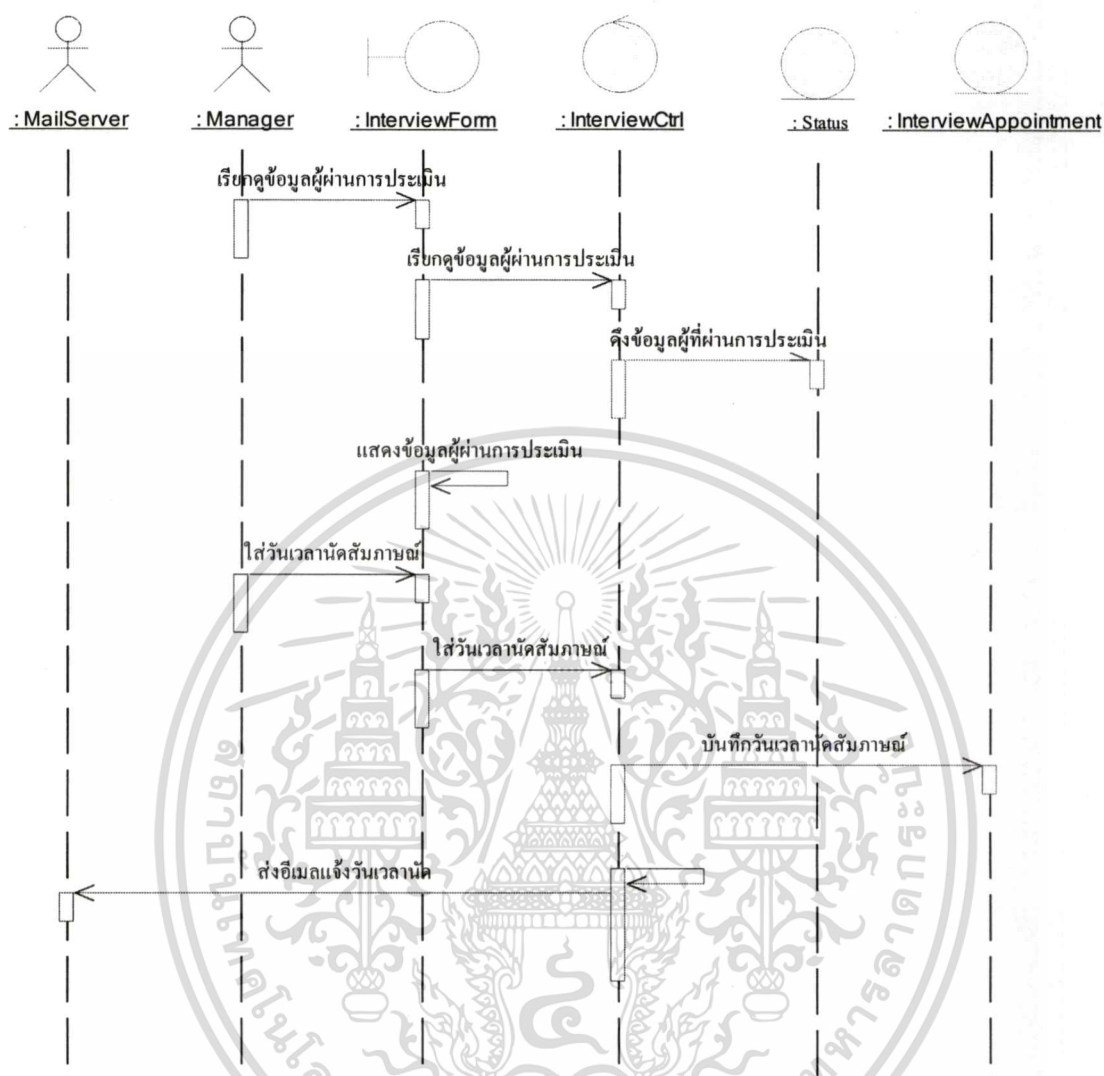 : MailServer
: Manager
: InterviewForm
: InterviewCtrl
: Status
: InterviewAppointment
เรียกดูข้อมูลผู้ผ่านการประเมิน
เรียกดูข้อมูลผู้ผ่านการประเมิน
ดึงข้อมูลผู้ที่ผ่านการประเมิน
แสดงข้อมูลผู้ผ่านการประเมิน
ใส่วันเวลานัดสัมภาษณ์
ใส่วันเวลานัดสัมภาษณ์
บันทึกวันเวลานัดสัมภาษณ์
ส่งอีเมลแจ้งวันเวลานัด